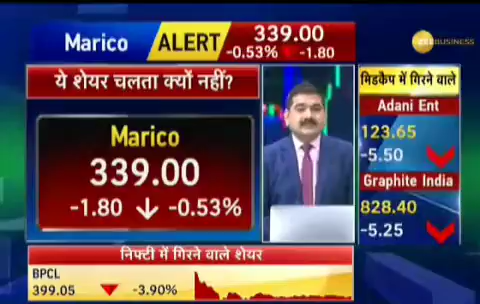 Marico
ALERT
339.00
-0.53% -1.80
ZEE BUSINESS
ये शेयर चलता क्यों नहीं?
Marico
339.00
-1.80 -0.53%
मिडकैप में गिरने वाले
Adani Ent
123.65
-5.50
Graphite India
828.40
-5.25
निफ्टी में गिरने वाले शेयर
BPCL
399.05 -3.90%